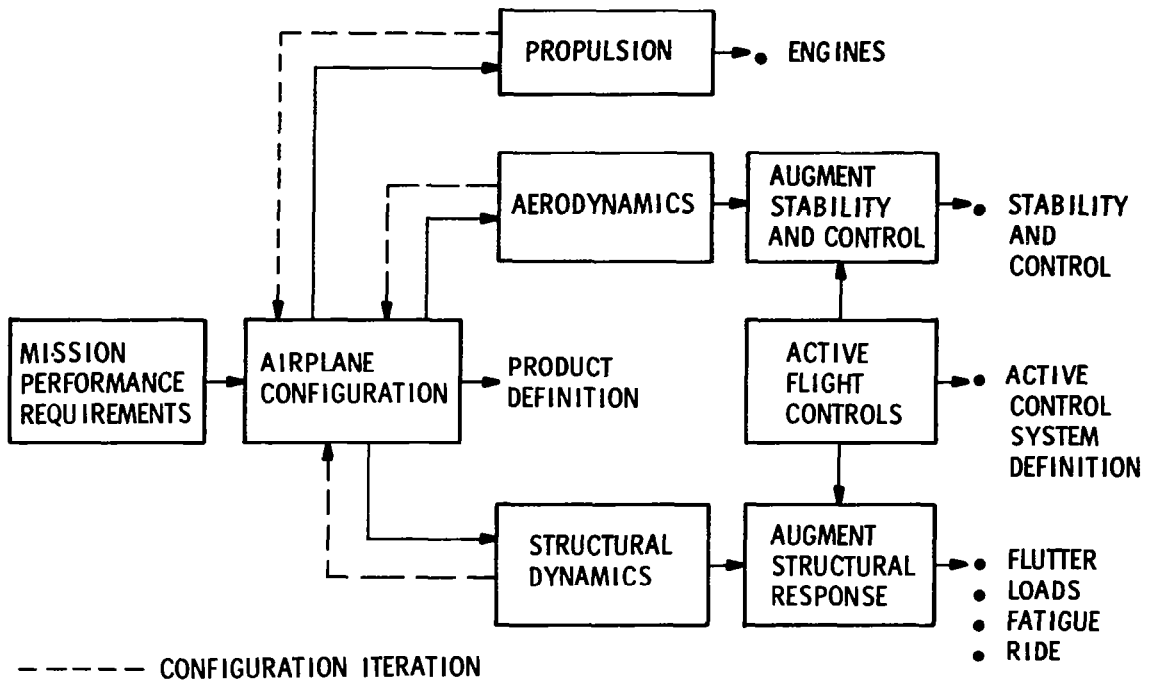 PROPULSION
• ENGINES
AERODYNAMICS
AUGMENT
STABILITY
AND CONTROL
• STABILITY
AND
CONTROL
MISSION
PERFORMANCE
REQUIREMENTS
AIRPLANE
CONFIGURATION
PRODUCT
DEFINITION
ACTIVE
FLIGHT
CONTROLS
• ACTIVE
CONTROL
SYSTEM
DEFINITION
STRUCTURAL
DYNAMICS
AUGMENT
STRUCTURAL
RESPONSE
• FLUTTER
• LOADS
• FATIGUE
• RIDE
CONFIGURATION ITERATION